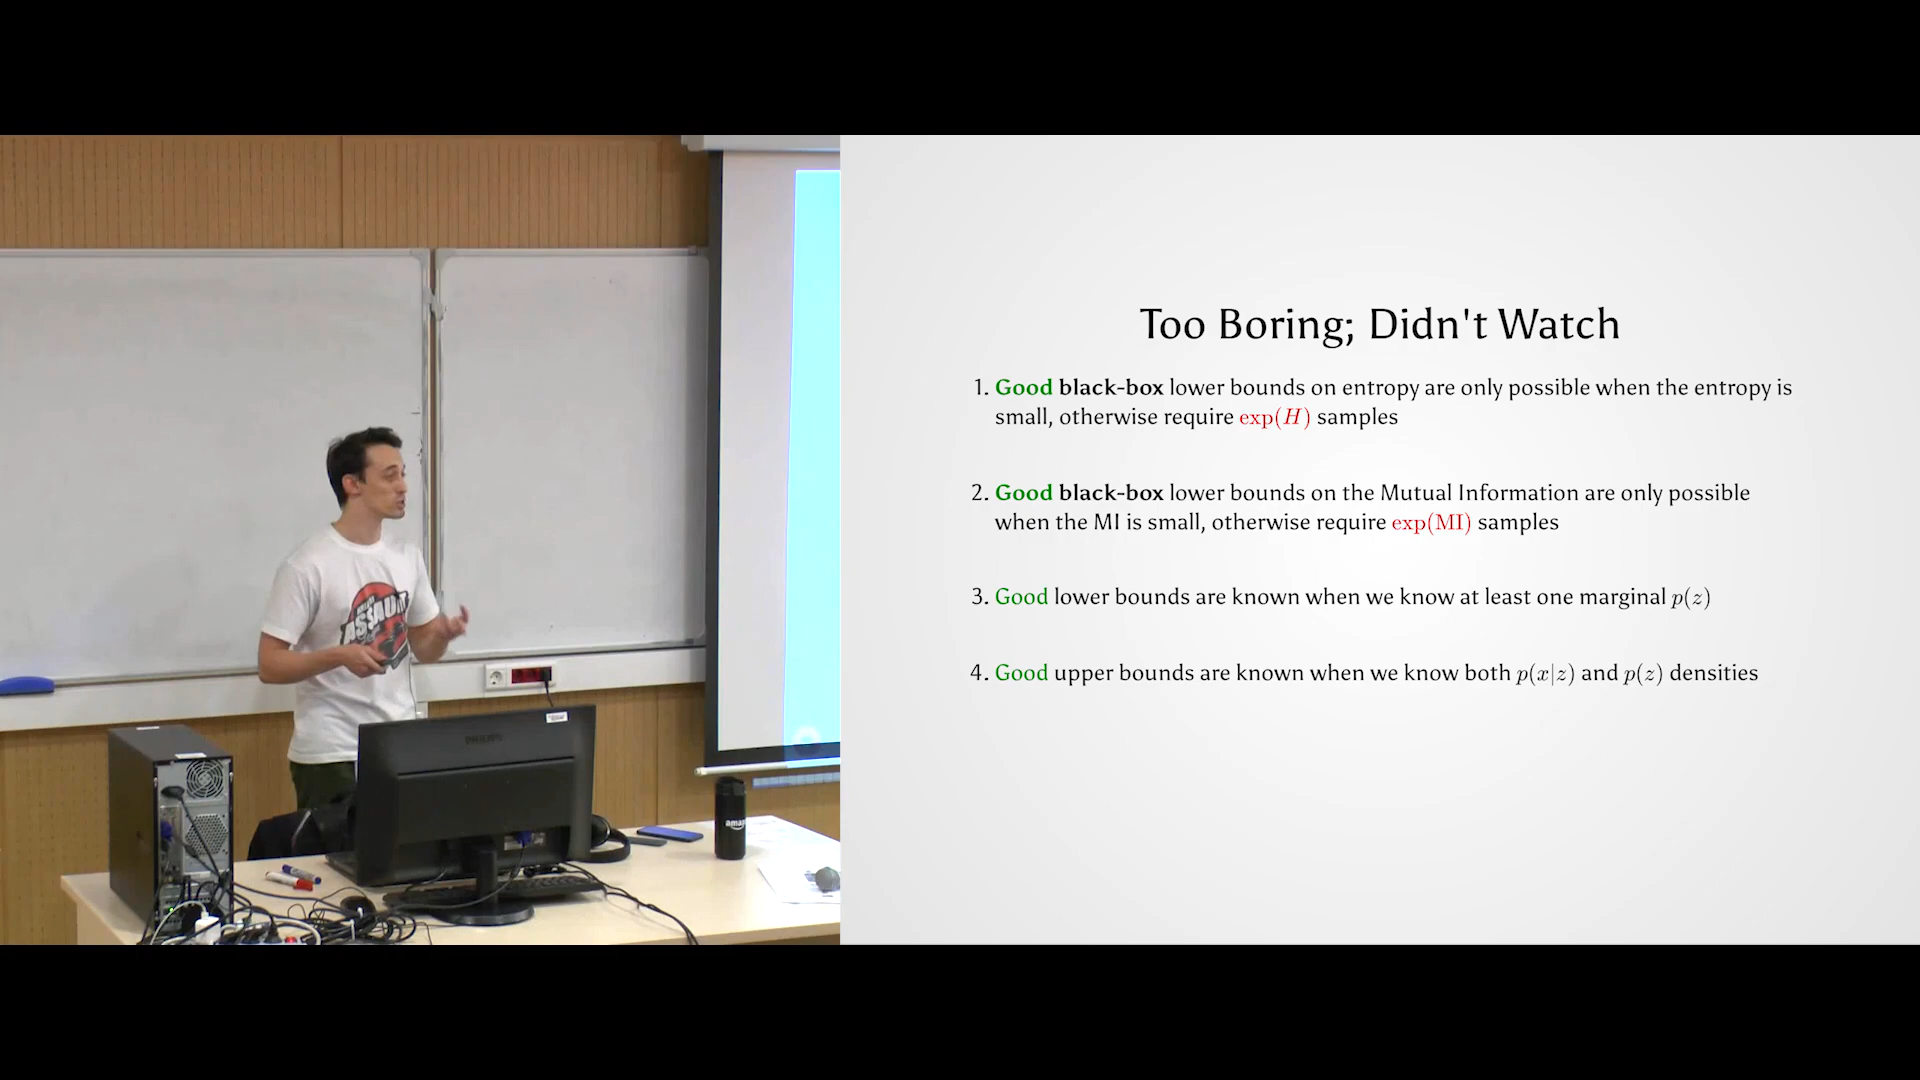 Too Boring; Didn't Watch
1. Good black-box lower bounds on entropy are only possible when the entropy is
small, otherwise require exp(H) samples
2. Good black-box lower bounds on the Mutual Information are only possible
when the MI is small, otherwise require exp(MI) samples
3. Good lower bounds are known when we know at least one marginal p(z)
4. Good upper bounds are known when we know both p(x|z) and p(z) densities
ASSAULT
PHILIPS